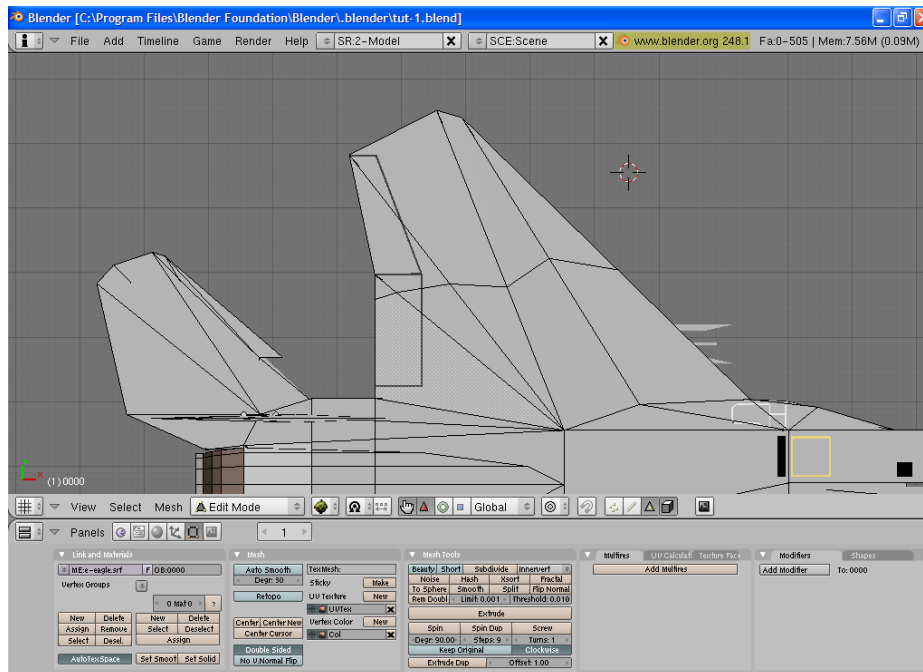 Blender [C:\Program Files\Blender Foundation\Blender\.blender\tut-1.blend]
File Add Timeline Game Render Help SR:2-Model X SCE:Scene X www.blender.org 248.1 Fa:0-505 | Mem:7.56M (0.09M)
(1) 0000
View Select Mesh Edit Mode Global
Panels 1
Link and Materials Mesh Mesh Tools Multires UV Calculati Texture Face Modifiers Shapes
ME:e-eagle.srf F OB:0000 Auto Smooth TexMesh: Beauty Short Subdivide Innervert Add Multires Add Modifier To: 0000
Vertex Groups Degr: 30 Sticky Make Noise Hash Xsort Fractal
Retopo UV Texture New To Sphere Smooth Split Flip Normal
0 Mat 0 ? UVTex Rem Doubl Limit: 0.001 Threshold: 0.010
New Delete New Delete Center Center New Vertex Color New Extrude
Assign Remove Select Deselect Center Cursor Col Spin Spin Dup Screw
Select Desel. Assign Degr: 90.00 Steps: 9 Turns: 1
Double Sided Keep Original Clockwise
AutoTexSpace Set Smoot Set Solid No V.Normal Flip Extrude Dup Offset: 1.00